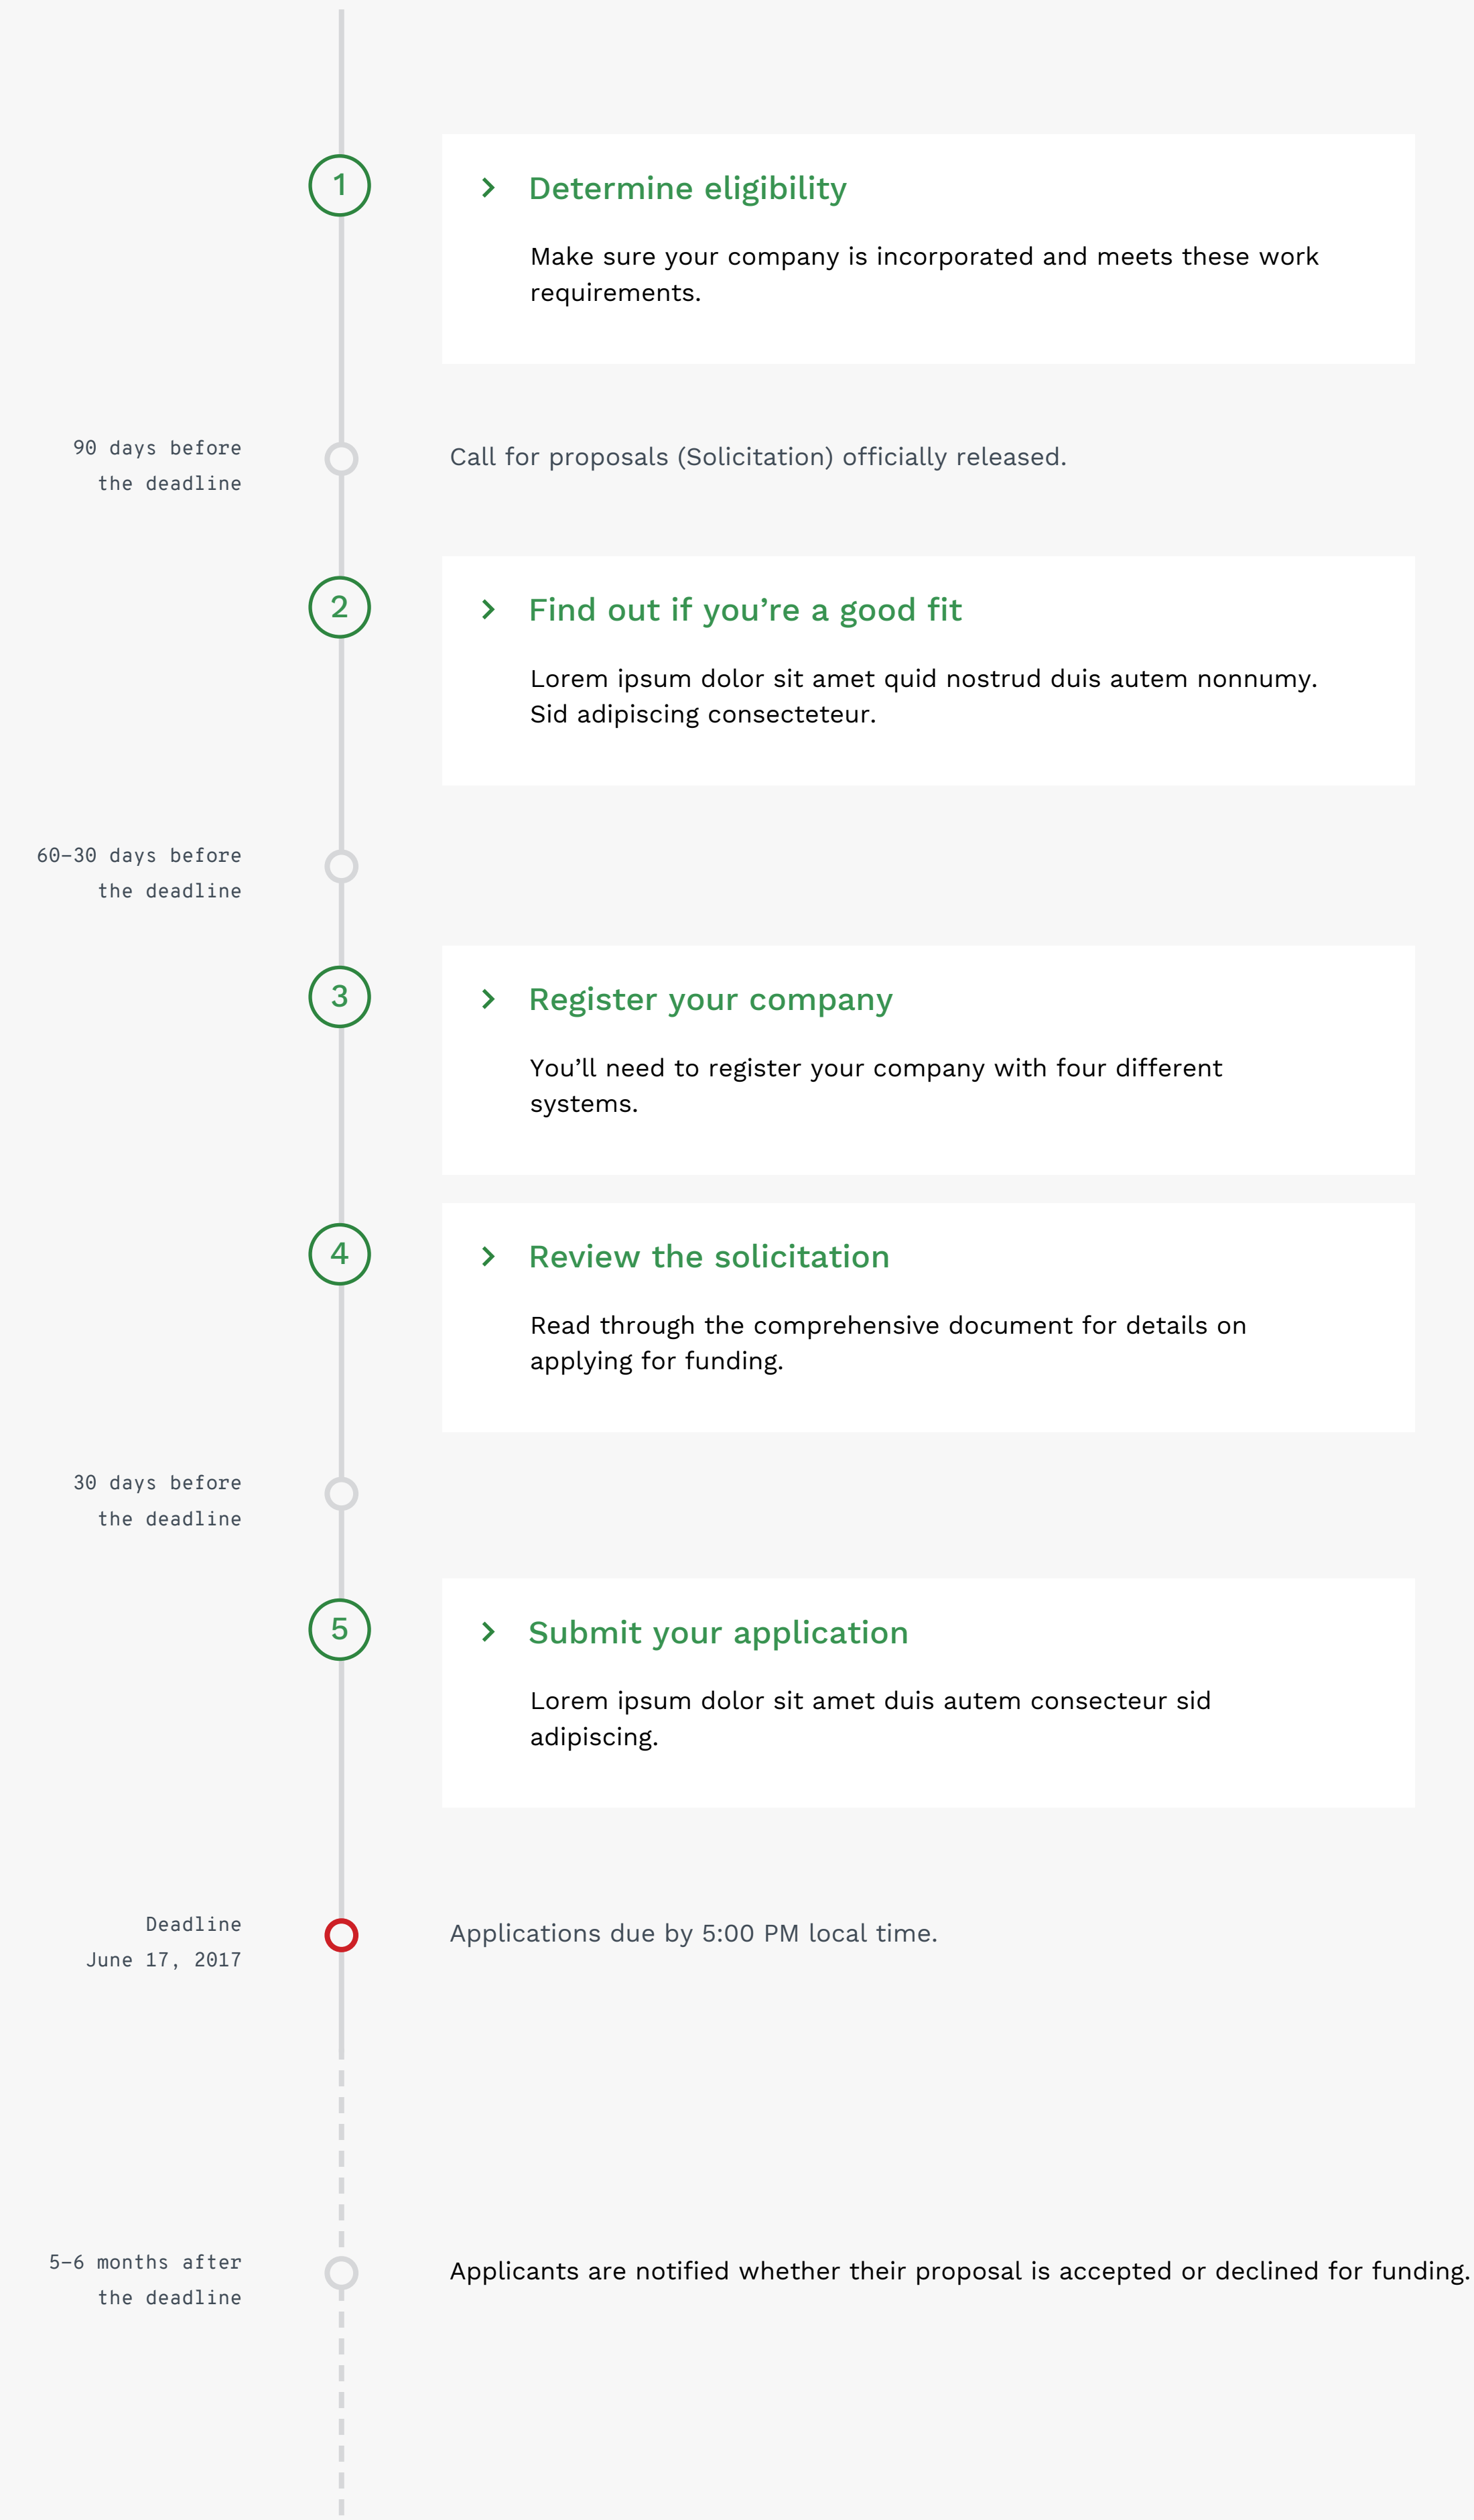 1
Determine eligibility
Make sure your company is incorporated and meets these work
requirements.
90 days before
the deadline
Call for proposals (Solicitation) officially released.
2
Find out if you’re a good fit
Lorem ipsum dolor sit amet quid nostrud duis autem nonnumy.
Sid adipiscing consecteteur.
60-30 days before
the deadline
3
Register your company
You’ll need to register your company with four different
systems.
4
Review the solicitation
Read through the comprehensive document for details on
applying for funding.
30 days before
the deadline
5
Submit your application
Lorem ipsum dolor sit amet duis autem consecteur sid
adipiscing.
Deadline
June 17, 2017
Applications due by 5:00 PM local time.
5-6 months after
the deadline
Applicants are notified whether their proposal is accepted or declined for funding.